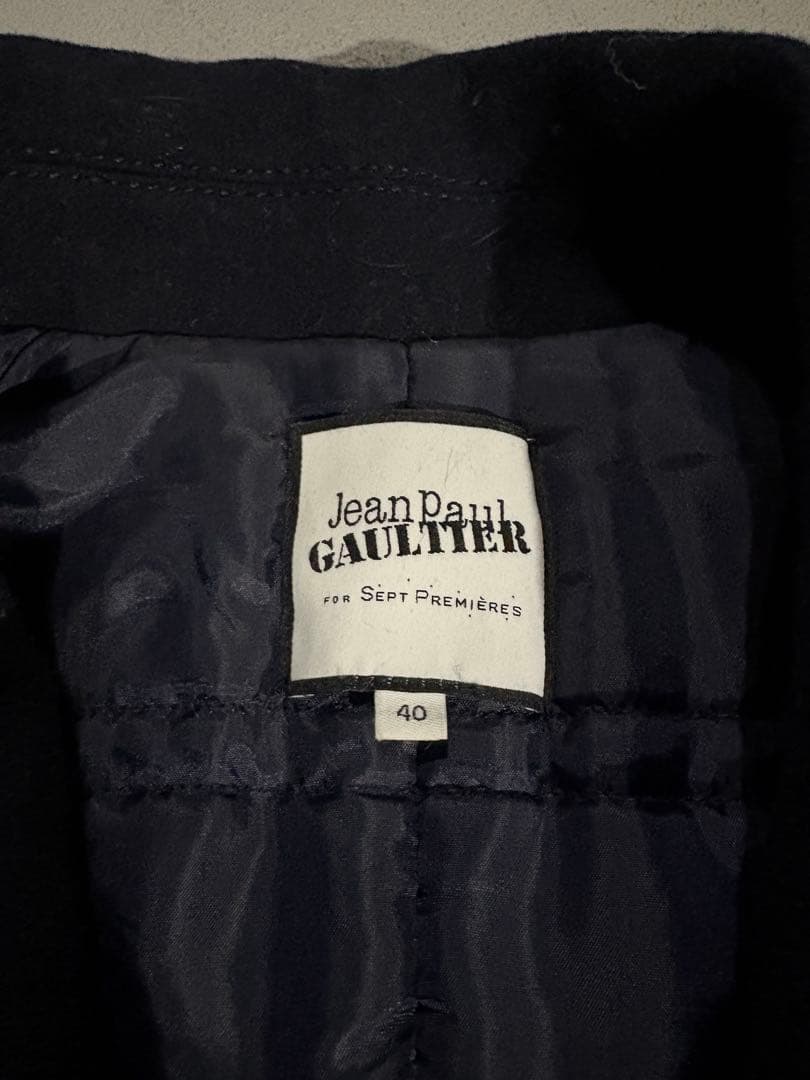 Jean Paul
GAULTIER
FOR SEPT PREMIÈRES
40